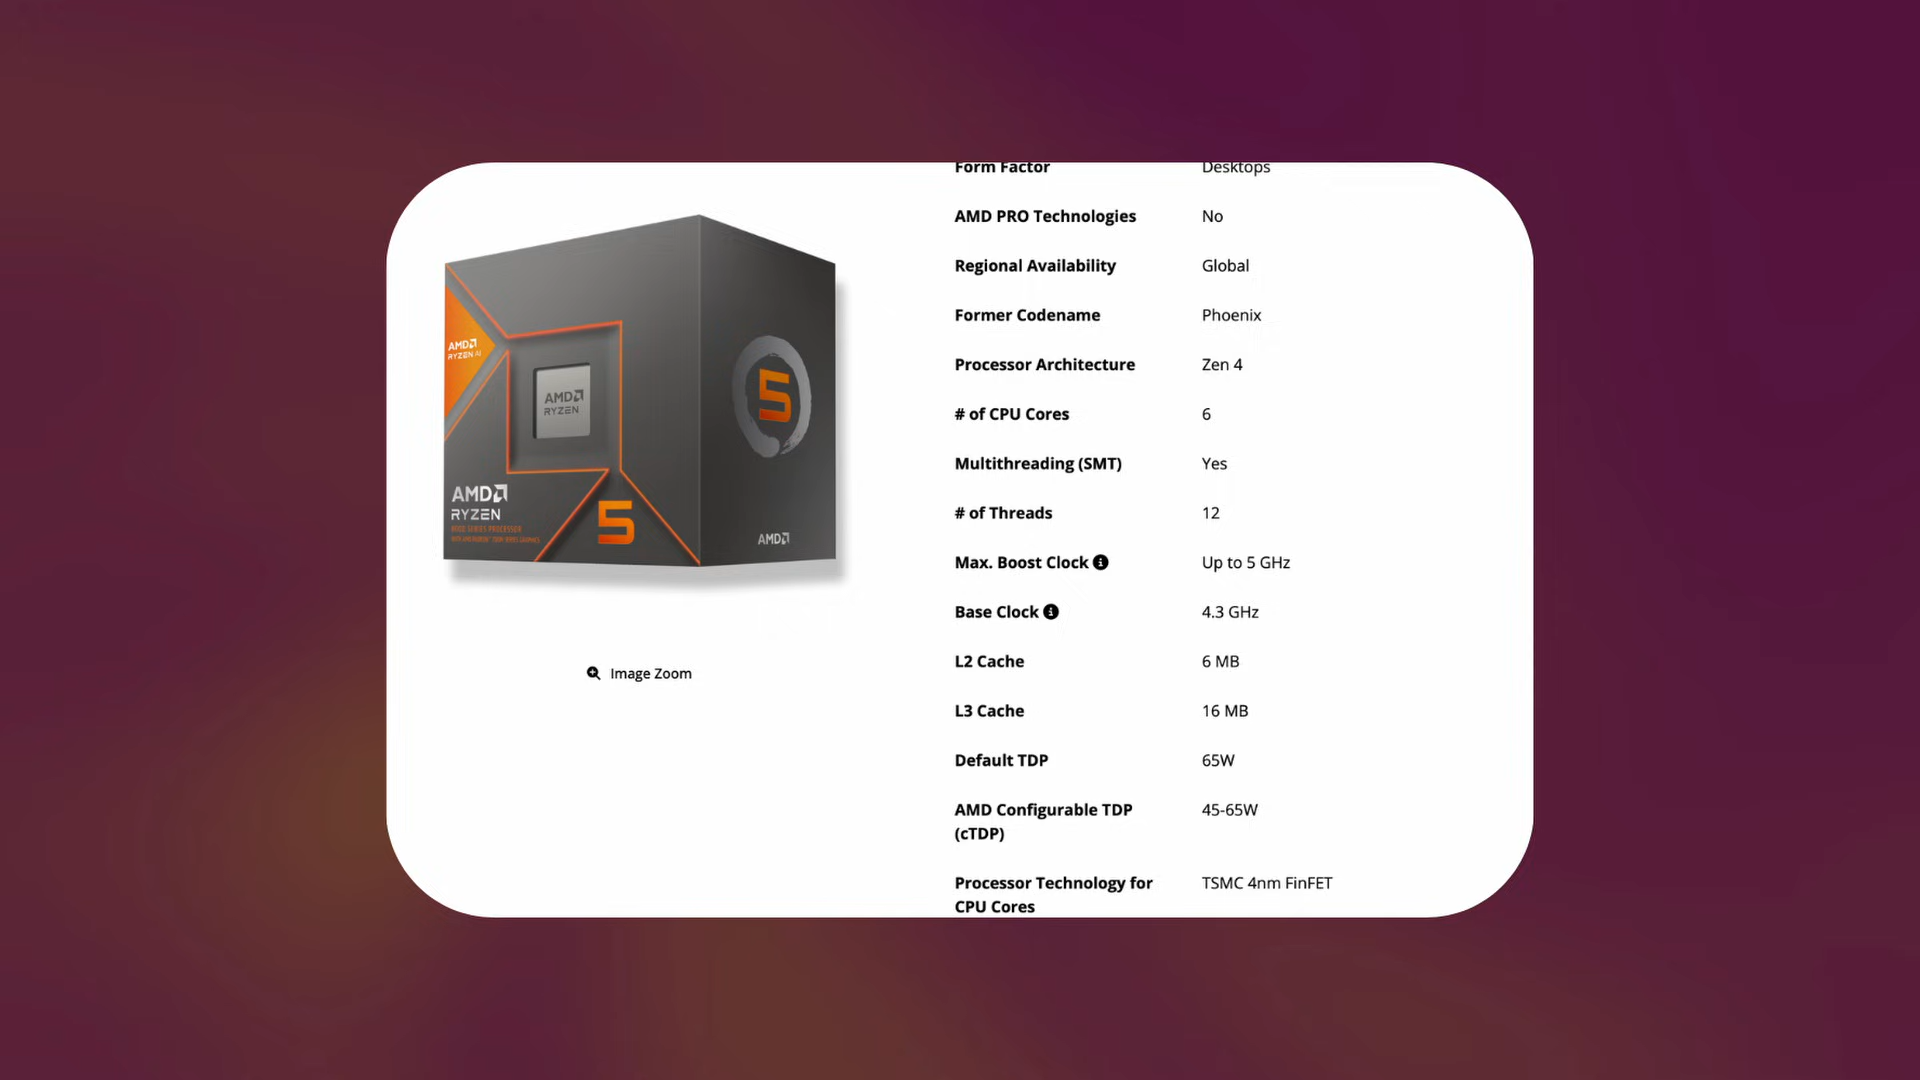 Form Factor Desktops
AMD PRO Technologies No
Regional Availability Global
Former Codename Phoenix
Processor Architecture Zen 4
# of CPU Cores 6
Multithreading (SMT) Yes
# of Threads 12
Max. Boost Clock Up to 5 GHz
Base Clock 4.3 GHz
L2 Cache 6 MB
L3 Cache 16 MB
Default TDP 65W
AMD Configurable TDP 45-65W
(cTDP)
Processor Technology for TSMC 4nm FinFET
CPU Cores
AMD
RYZEN AI
AMD
RYZEN
5
AMD
RYZEN
8000 SERIES PROCESSOR
5
AMD
Image Zoom